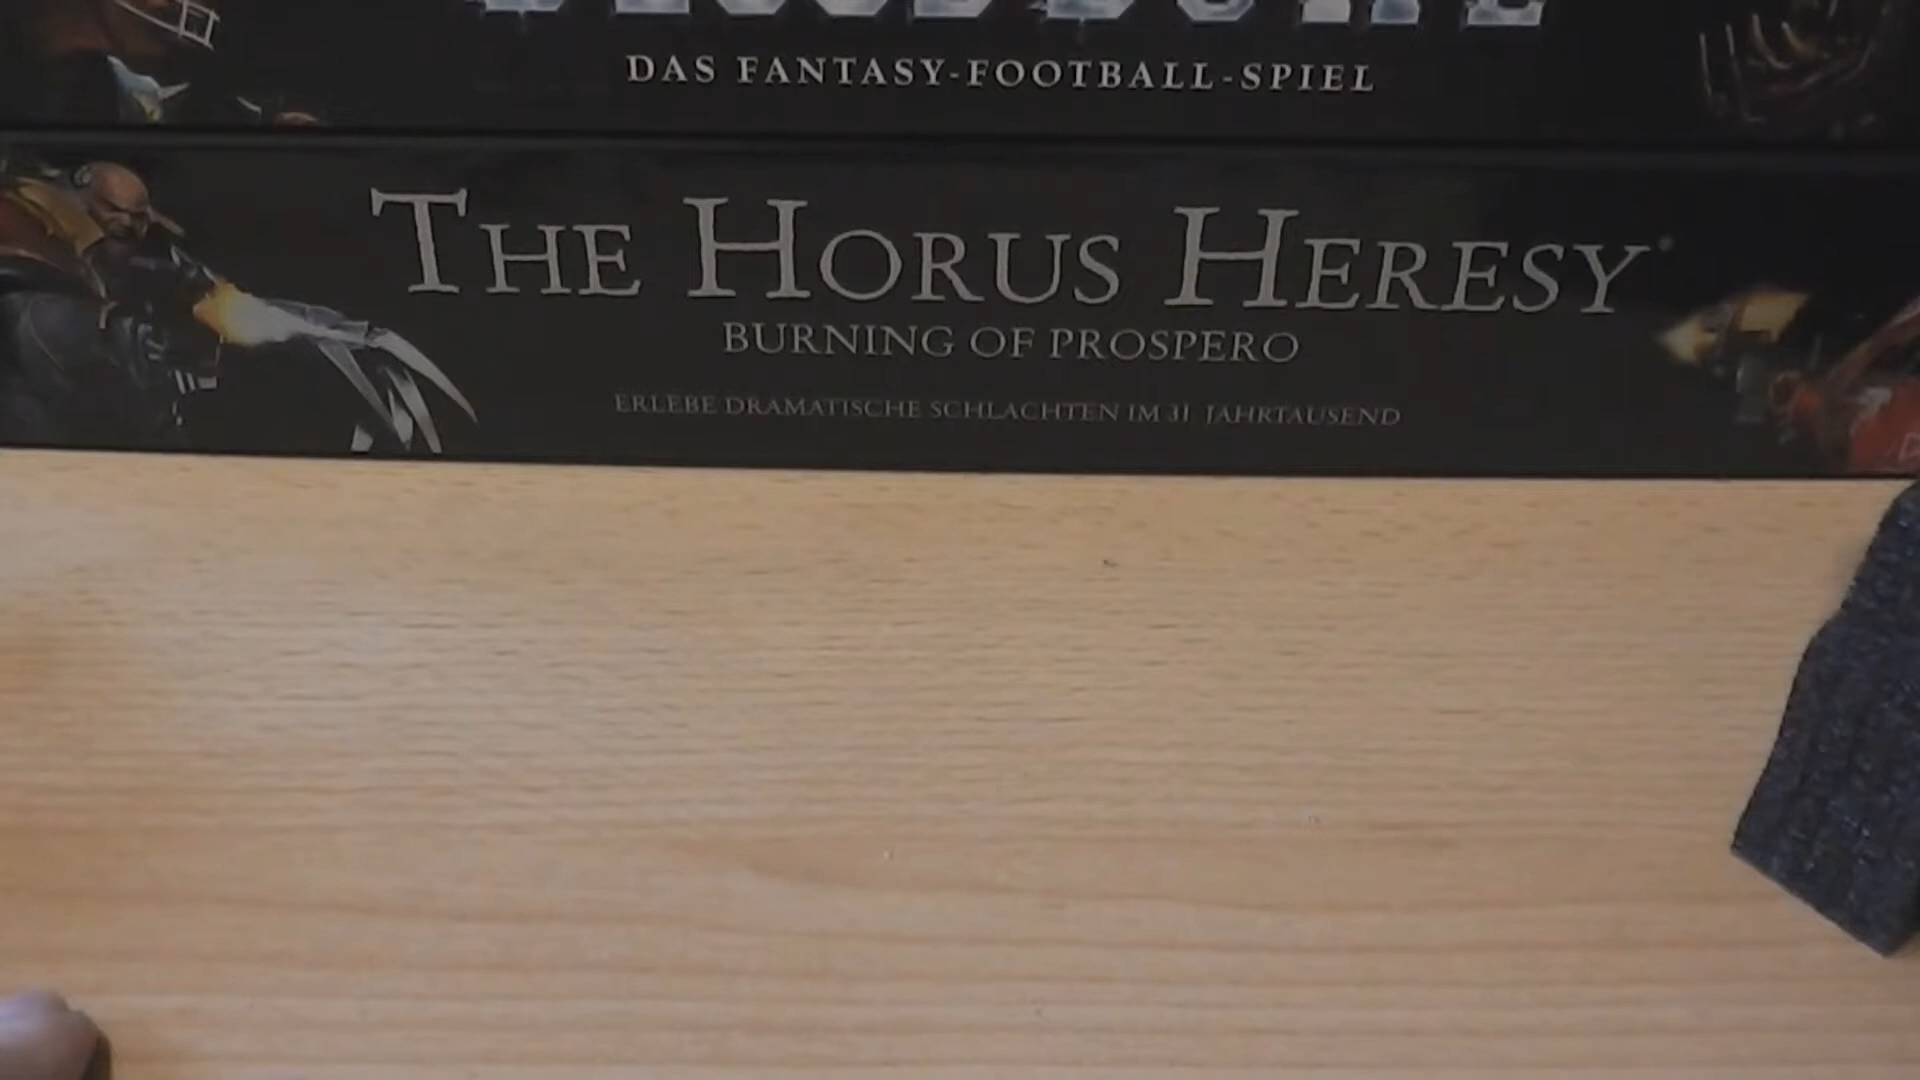 DAS FANTASY-FOOTBALL-SPIEL
THE HORUS HERESY
BURNING OF PROSPERO
ERLEBE DRAMATISCHE SCHLACHTEN IM 31. JAHRTAUSEND